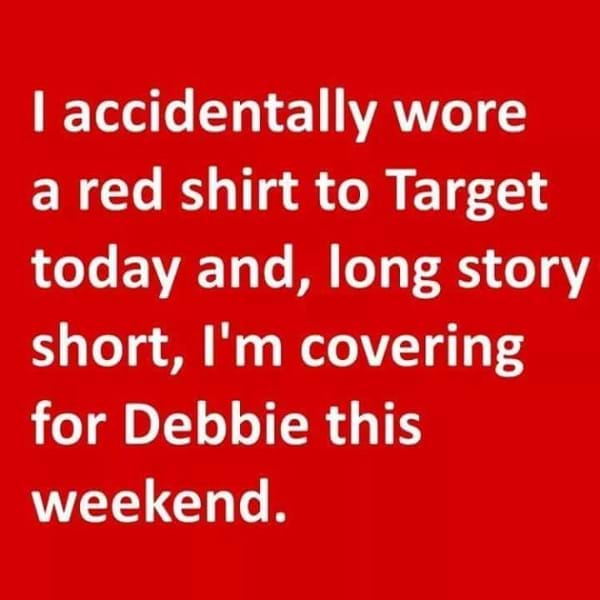 I accidentally wore
a red shirt to Target
today and, long story
short, I'm covering
for Debbie this
weekend.